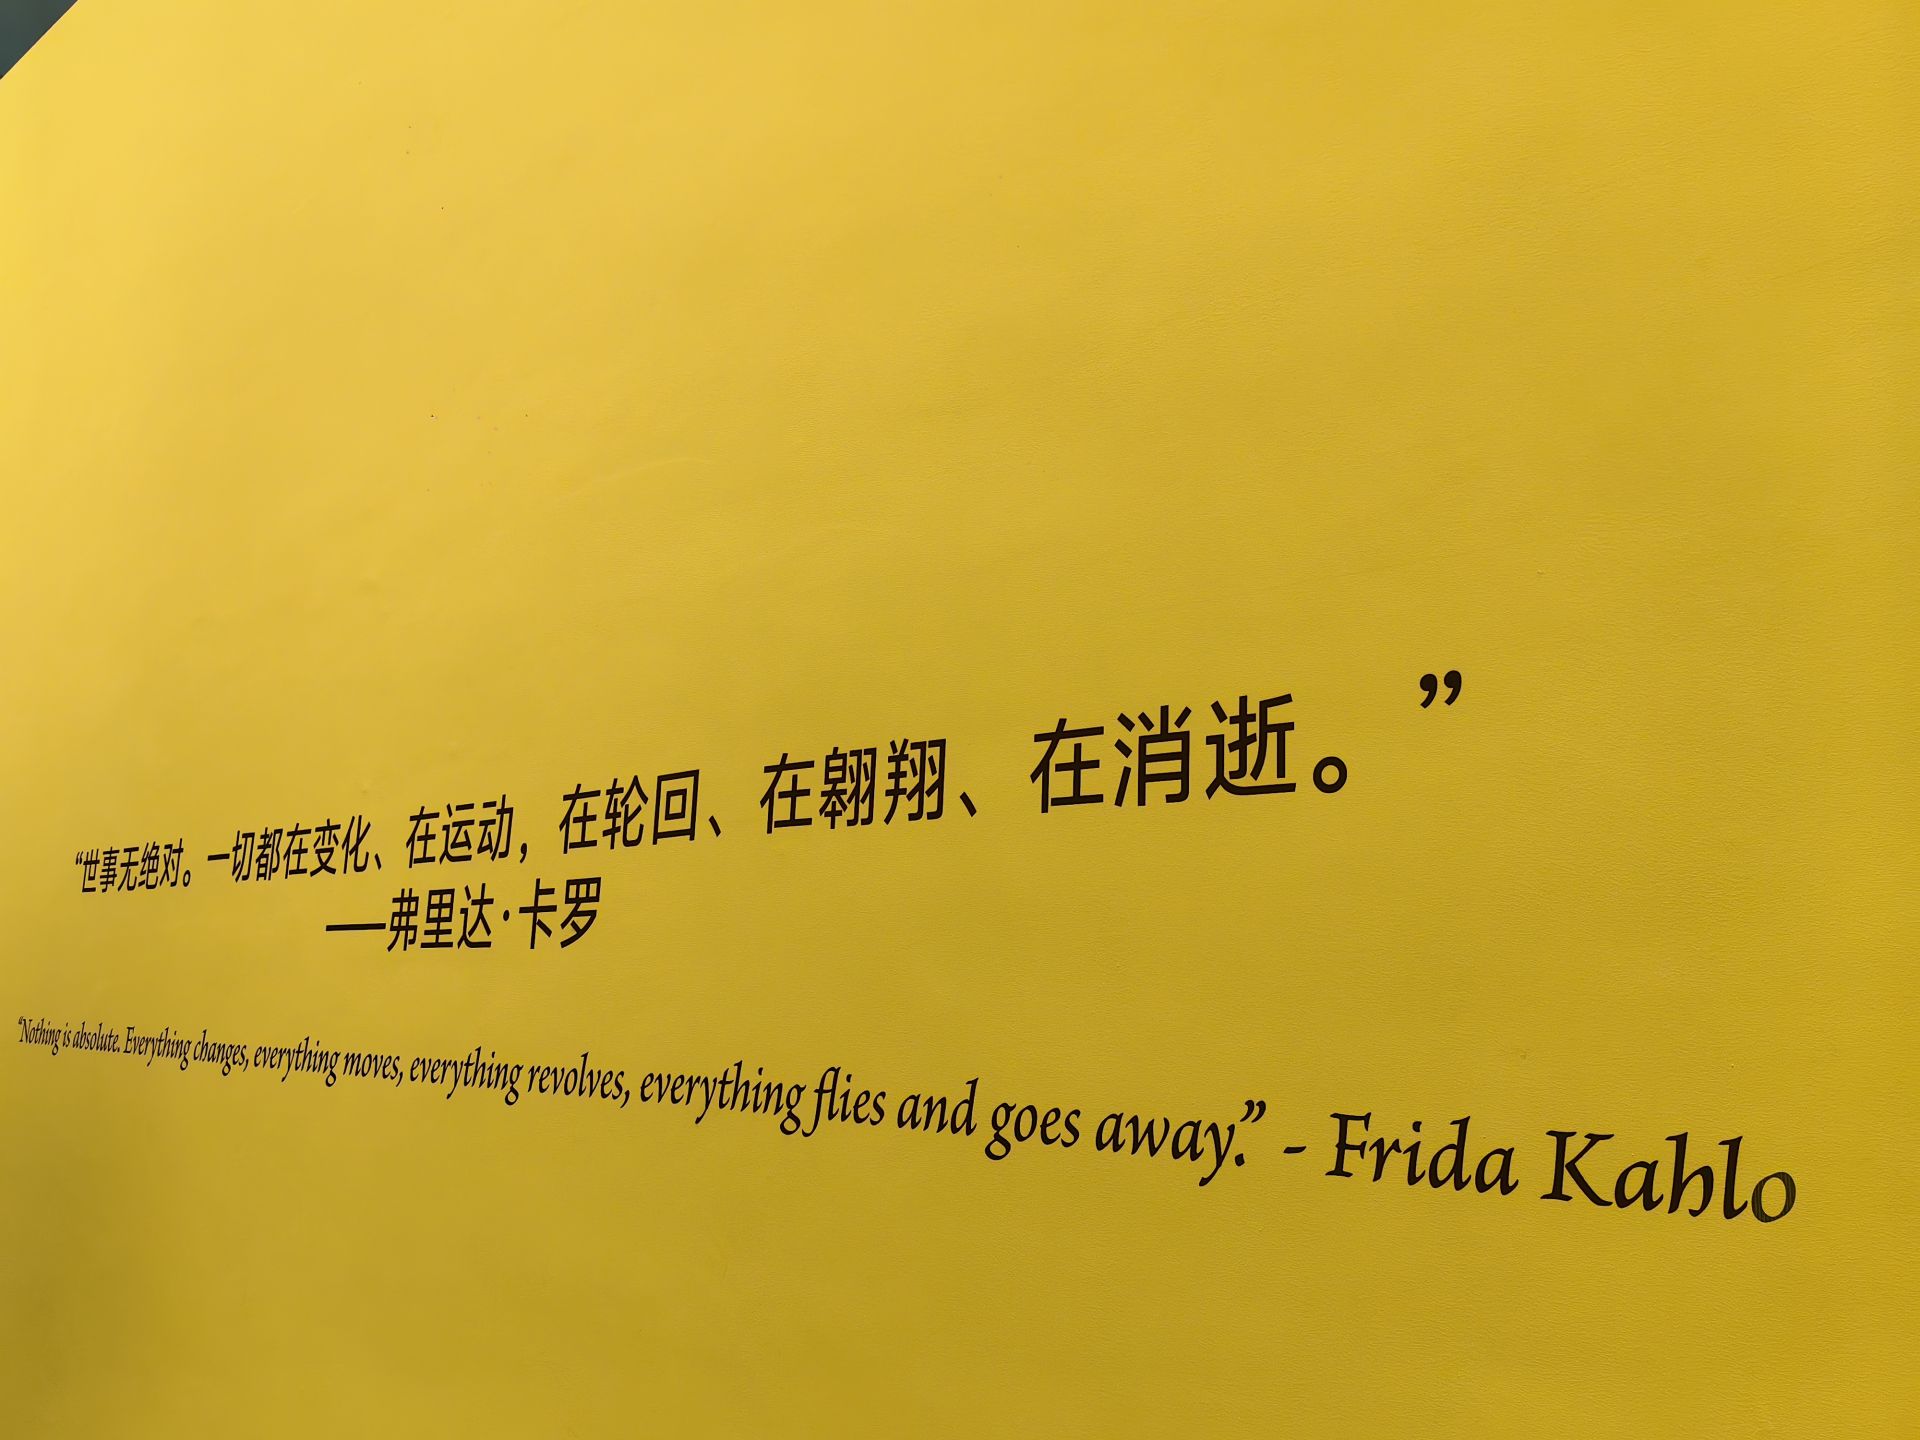 “世事无绝对。一切都在变化、在运动，在轮回、在翱翔、在消逝。”
——弗里达·卡罗
“Nothing is absolute. Everything changes, everything moves, everything revolves, everything flies and goes away.” - Frida Kahlo